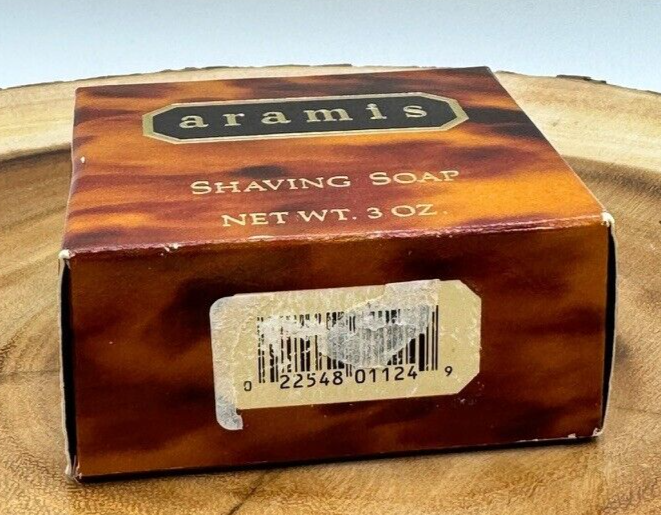 aramis
SHAVING SOAP
NET WT. 3 OZ.
0 22548 01124 9